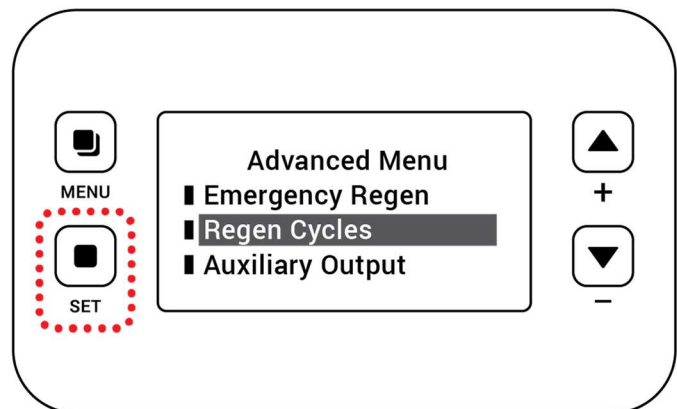 Advanced Menu
MENU
Emergency Regen
+
Regen Cycles
Auxiliary Output
SET
−